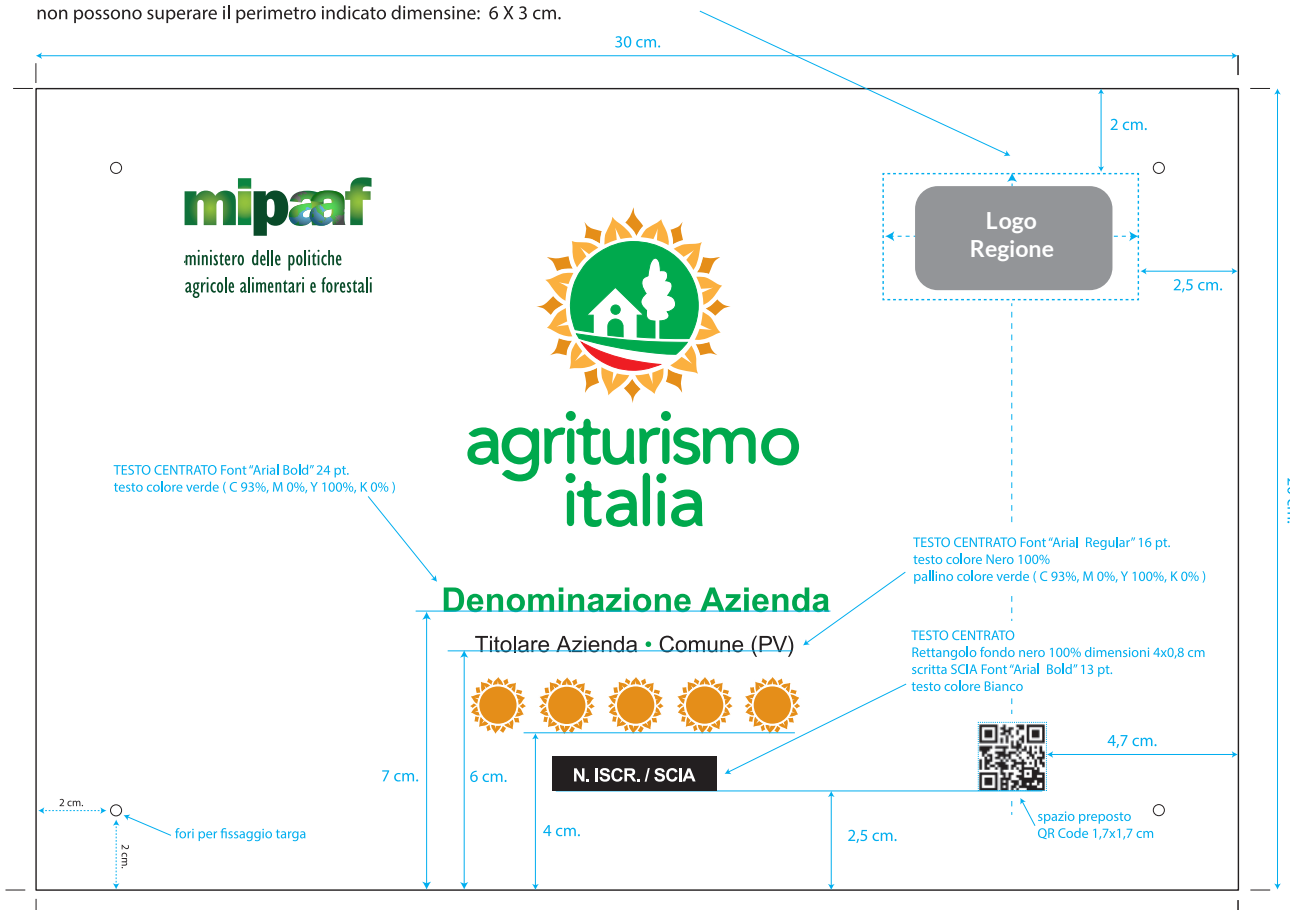 non possono superare il perimetro indicato dimensine: 6 X 3 cm.
30 cm.
2 cm.
mipaaf
ministero delle politiche
agricole alimentari e forestali
Logo
Regione
2,5 cm.
agriturismo
italia
TESTO CENTRATO Font “Arial Bold” 24 pt.
testo colore verde ( C 93%, M 0%, Y 100%, K 0% )
TESTO CENTRATO Font “Arial Regular” 16 pt.
testo colore Nero 100%
pallino colore verde ( C 93%, M 0%, Y 100%, K 0% )
Denominazione Azienda
Titolare Azienda • Comune (PV)
TESTO CENTRATO
Rettangolo fondo nero 100% dimensioni 4x0,8 cm
scritta SCIA Font “Arial Bold” 13 pt.
testo colore Bianco
4,7 cm.
7 cm.
6 cm.
N. ISCR. / SCIA
2 cm.
fori per fissaggio targa
2 cm.
4 cm.
2,5 cm.
spazio preposto
QR Code 1,7x1,7 cm